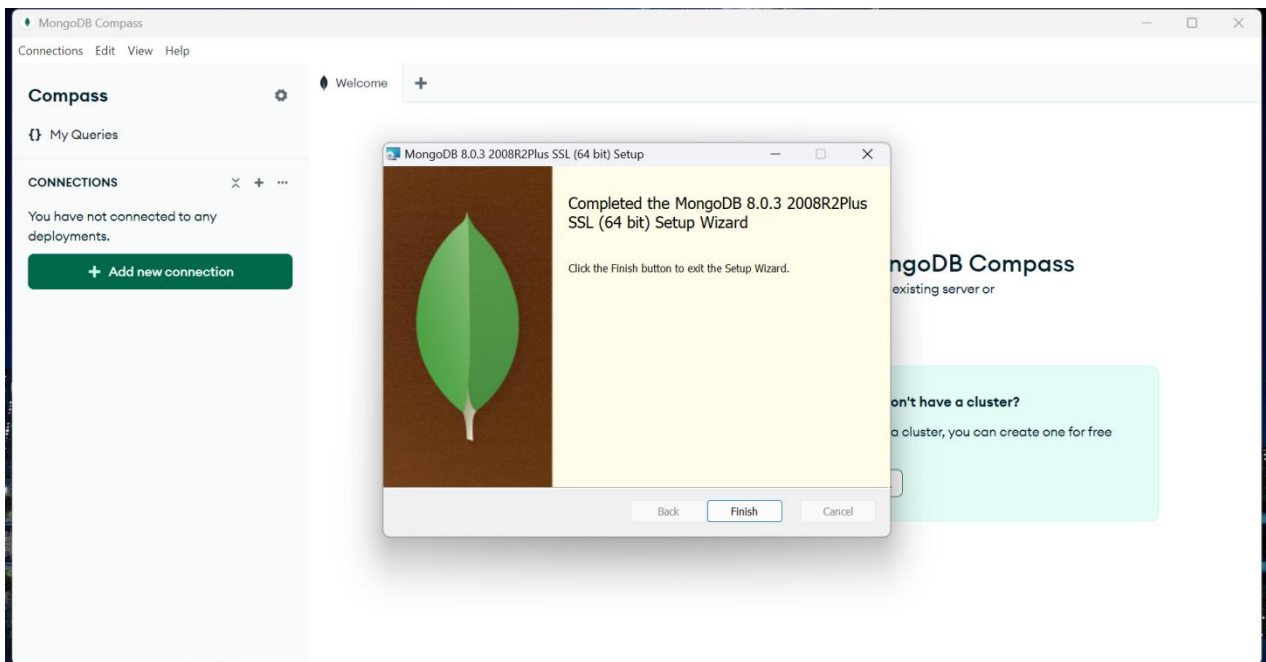 MongoDB Compass
Connections Edit View Help
Compass
{} My Queries
CONNECTIONS
You have not connected to any
deployments.
+ Add new connection
Welcome +
MongoDB 8.0.3 2008R2Plus SSL (64 bit) Setup
Completed the MongoDB 8.0.3 2008R2Plus
SSL (64 bit) Setup Wizard
Click the Finish button to exit the Setup Wizard.
Back Finish Cancel
ngoDB Compass
existing server or
on't have a cluster?
a cluster, you can create one for free